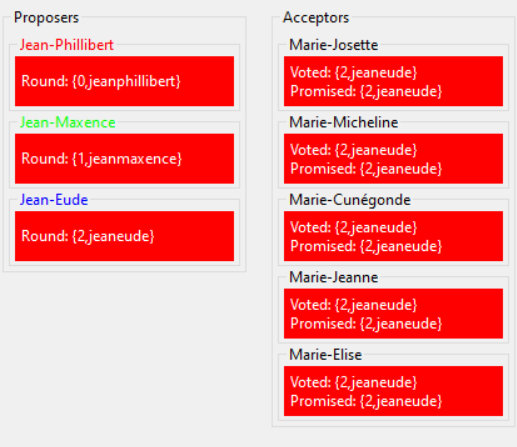 Proposers
Jean-Phillibert
Round: {0,jeanphillibert}
Jean-Maxence
Round: {1,jeanmaxence}
Jean-Eude
Round: {2,jeaneude}
Acceptors
Marie-Josette
Voted: {2,jeaneude}
Promised: {2,jeaneude}
Marie-Micheline
Voted: {2,jeaneude}
Promised: {2,jeaneude}
Marie-Cunégonde
Voted: {2,jeaneude}
Promised: {2,jeaneude}
Marie-Jeanne
Voted: {2,jeaneude}
Promised: {2,jeaneude}
Marie-Elise
Voted: {2,jeaneude}
Promised: {2,jeaneude}